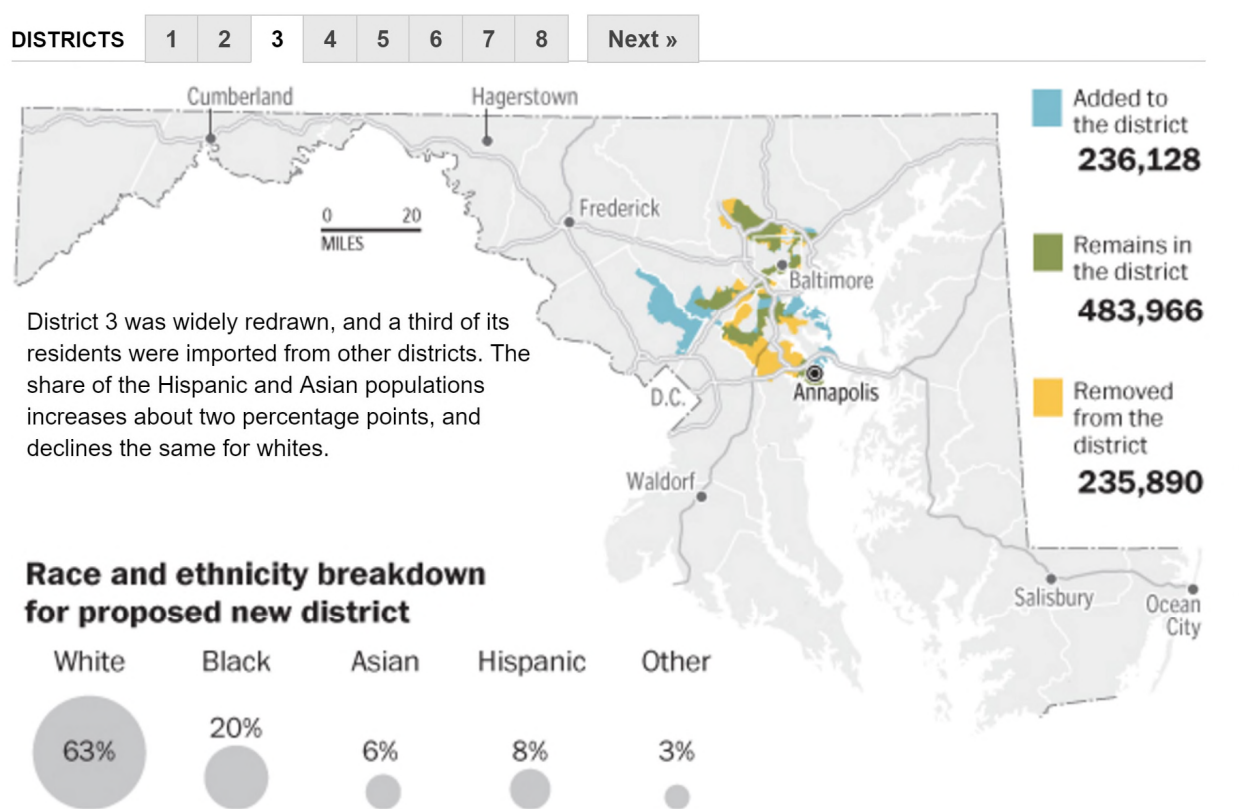 DISTRICTS 1 2 3 4 5 6 7 8 Next »
Cumberland
Hagerstown
Frederick
0 20
MILES
Baltimore
D.C.
Annapolis
Waldorf
Salisbury
Ocean
City
Added to
the district
236,128
Remains in
the district
483,966
Removed
from the
district
235,890
District 3 was widely redrawn, and a third of its
residents were imported from other districts. The
share of the Hispanic and Asian populations
increases about two percentage points, and
declines the same for whites.
Race and ethnicity breakdown
for proposed new district
White Black Asian Hispanic Other
63% 20% 6% 8% 3%